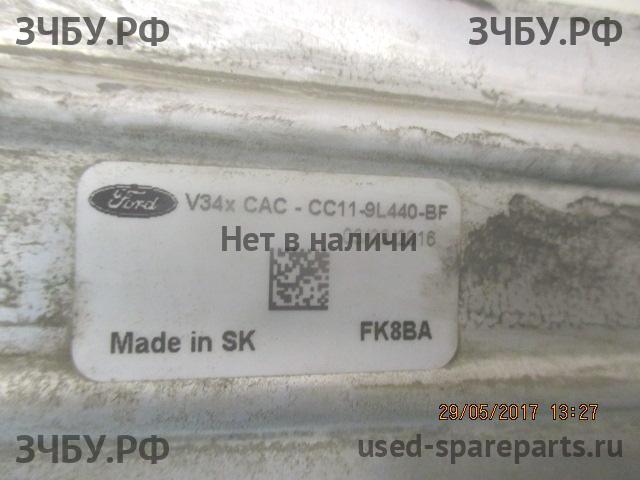 ЗЧБУ.РФ ЗЧБУ.РФ
Ford V34x CAC - CC11-9L440-BF
Нет в наличии
Made in SK FK8BA
29/05/2017 13:27
ЗЧБУ.РФ used-spareparts.ru